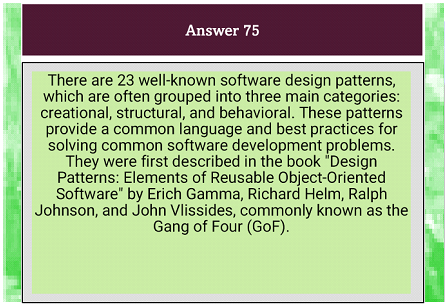 Answer 75
There are 23 well-known software design patterns,
which are often grouped into three main categories:
creational, structural, and behavioral. These patterns
provide a common language and best practices for
solving common software development problems.
They were first described in the book "Design
Patterns: Elements of Reusable Object-Oriented
Software" by Erich Gamma, Richard Helm, Ralph
Johnson, and John Vlissides, commonly known as the
Gang of Four (GoF).